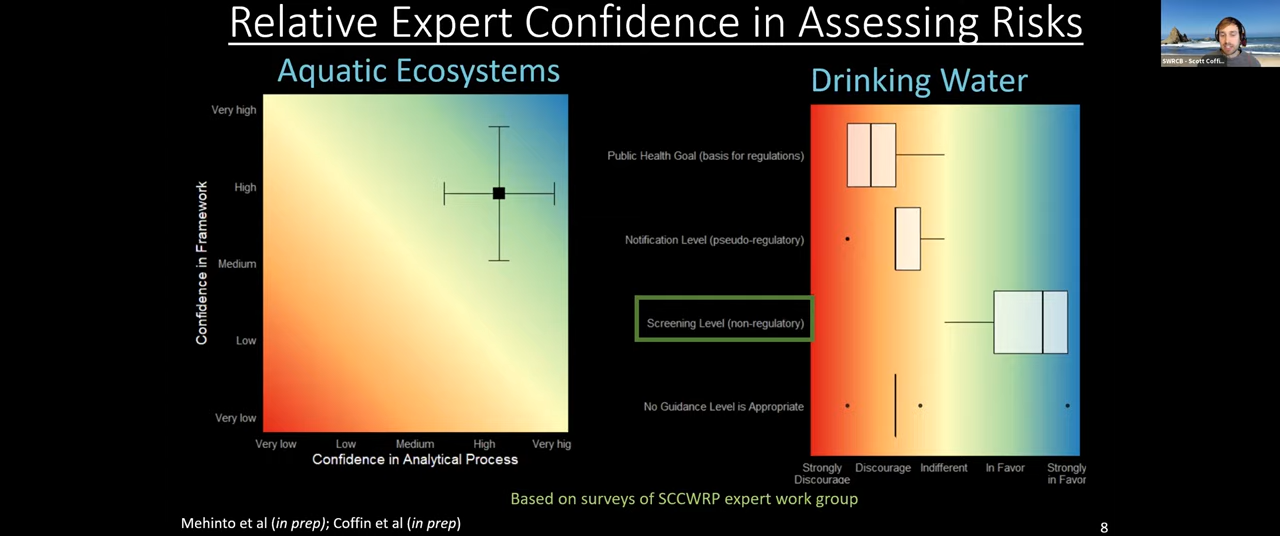 Relative Expert Confidence in Assessing Risks
SWRCB - Scott Coffi...
Aquatic Ecosystems
Drinking Water
Very high
High
Medium
Low
Very low
Confidence in Framework
Very low
Low
Medium
High
Very hig
Confidence in Analytical Process
Public Health Goal (basis for regulations)
Notification Level (pseudo-regulatory)
Screening Level (non-regulatory)
No Guidance Level is Appropriate
Strongly
Discourage
Discourage
Indifferent
In Favor
Strongly
in Favor
Based on surveys of SCCWRP expert work group
Mehinto et al (in prep); Coffin et al (in prep)
8